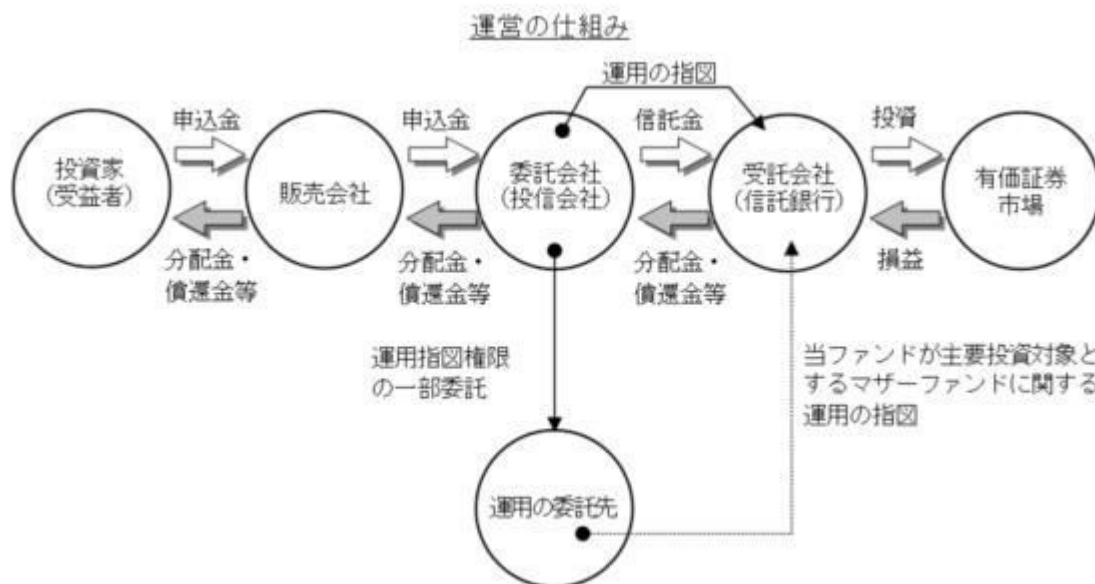 運営の仕組み
運用の指図
申込金
申込金
信託金
投資
投資家
(受益者)
販売会社
委託会社
(投信会社)
受託会社
(信託銀行)
有価証券
市場
分配金・
償還金等
分配金・
償還金等
分配金・
償還金等
損益
運用指図権限
の一部委託
当ファンドが主要投資対象と
するマザーファンドに関する
運用の指図
運用の委託先